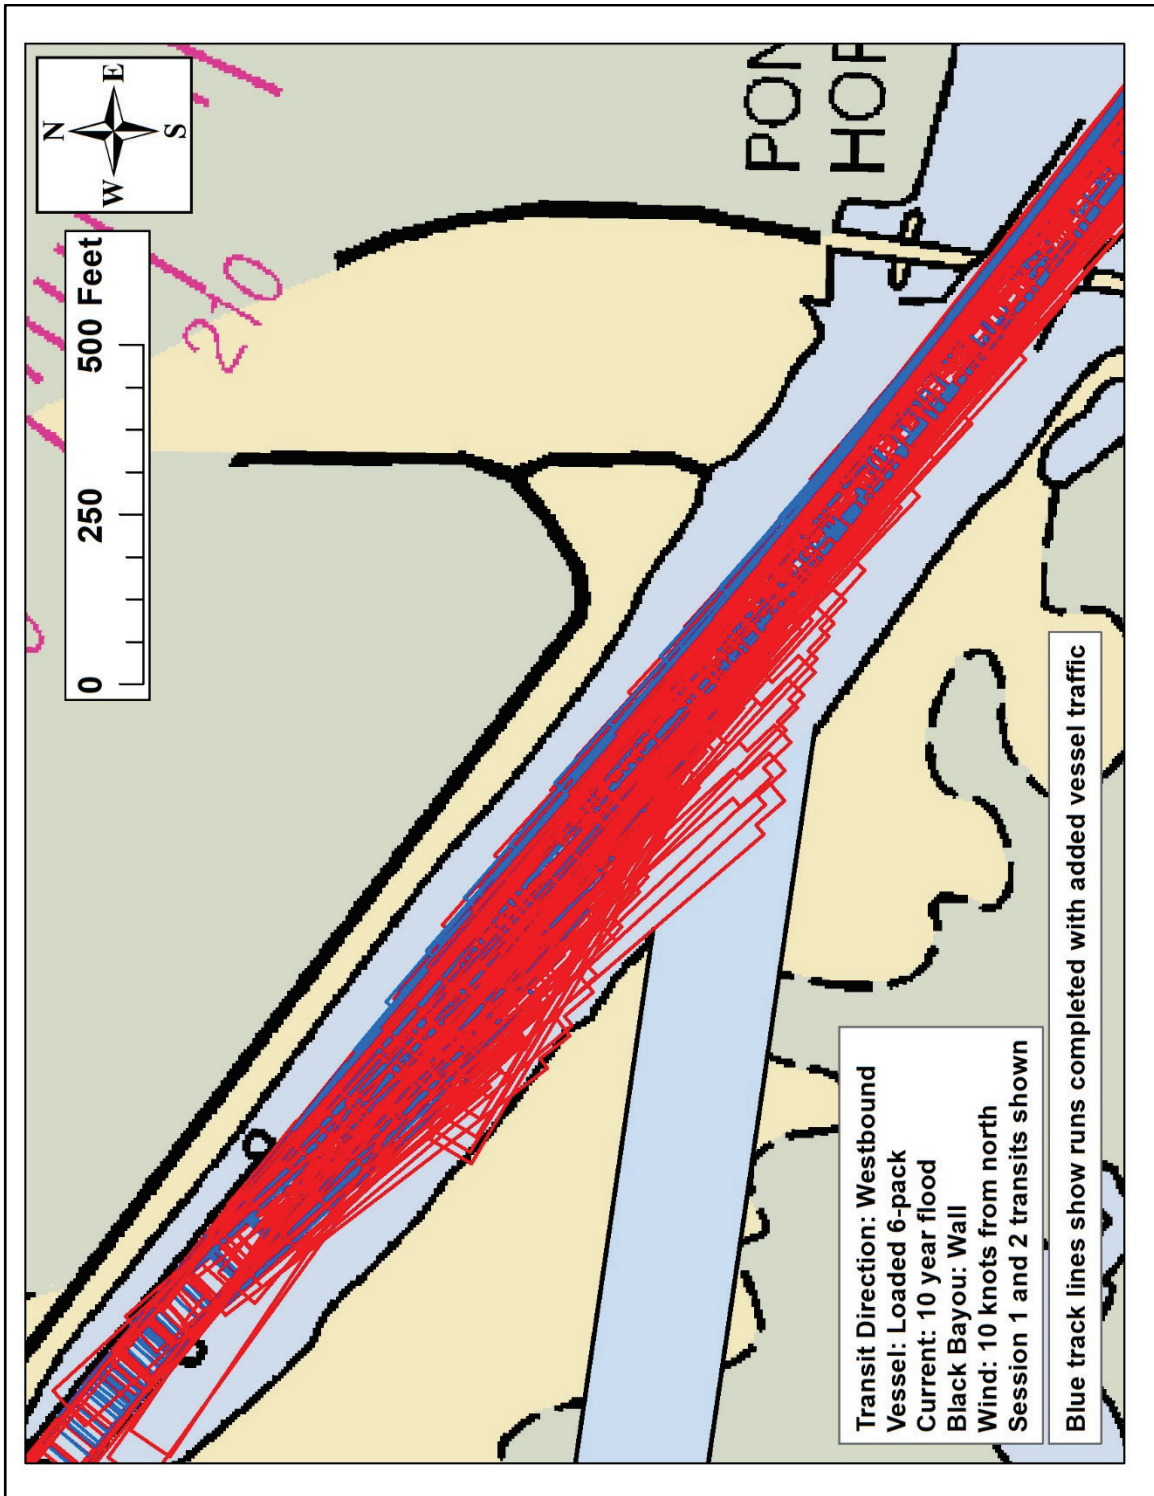 N
W E
S
0 250 500 Feet
210
PON
HOR
Transit Direction: Westbound
Vessel: Loaded 6-pack
Current: 10 year flood
Black Bayou: Wall
Wind: 10 knots from north
Session 1 and 2 transits shown
Blue track lines show runs completed with added vessel traffic